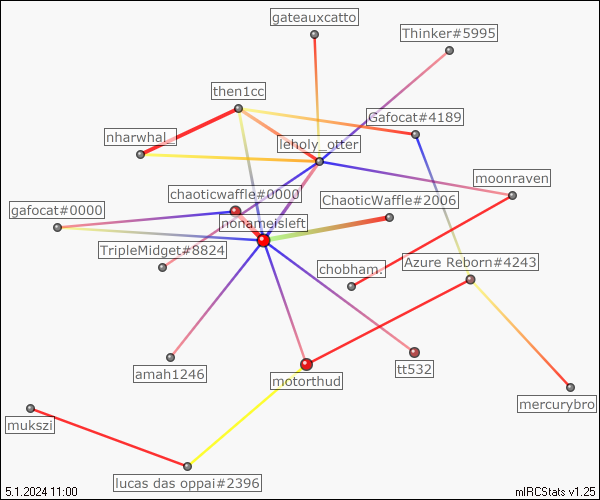 gateauxcatto
Thinker#5995
then1cc
Gafocat#4189
nharwhal_
leholy_otter
moonraven
chaoticwaffle#0000
ChaoticWaffle#2006
gafocat#0000
nonameisleft
TripleMidget#8824
Azure Reborn#4243
chobham.
amah1246
tt532
motorthud
mercurybro
mukszi
lucas das oppai#2396
5.1.2024 11:00
mIRCStats v1.25